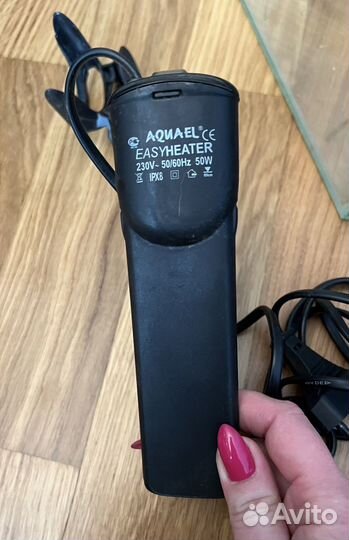 AQUAEL® CE
EASYHEATER
230V~ 50/60Hz 50W
IPX8
Avito